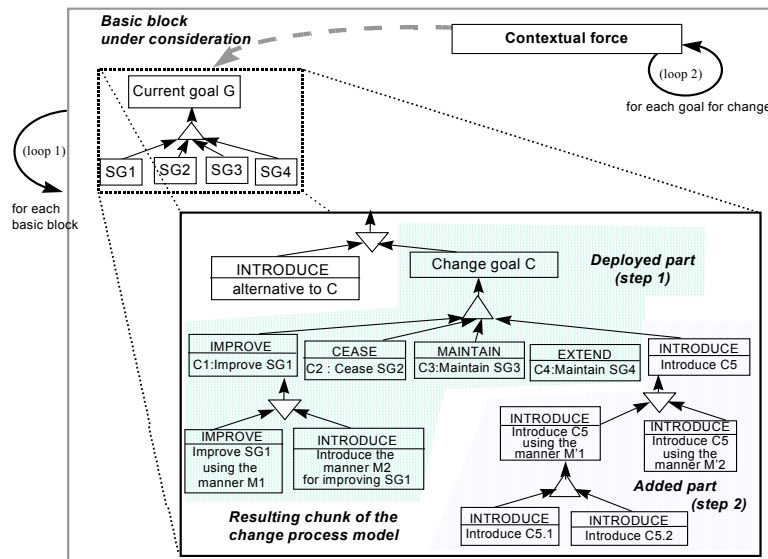 Basic block
under consideration
Contextual force
(loop 2)
for each goal for change
Current goal G
(loop 1)
SG1
SG2
SG3
SG4
for each
basic block
INTRODUCE
alternative to C
Change goal C
Deployed part
(step 1)
IMPROVE
C1:Improve SG1
CEASE
C2 : Cease SG2
MAINTAIN
C3:Maintain SG3
EXTEND
C4:Maintain SG4
INTRODUCE
Introduce C5
IMPROVE
Improve SG1
using the
manner M1
INTRODUCE
Introduce the
manner M2
for improving SG1
INTRODUCE
Introduce C5
using the
manner M'1
INTRODUCE
Introduce C5
using the
manner M'2
Added part
(step 2)
INTRODUCE
Introduce C5.1
INTRODUCE
Introduce C5.2
Resulting chunk of the
change process model